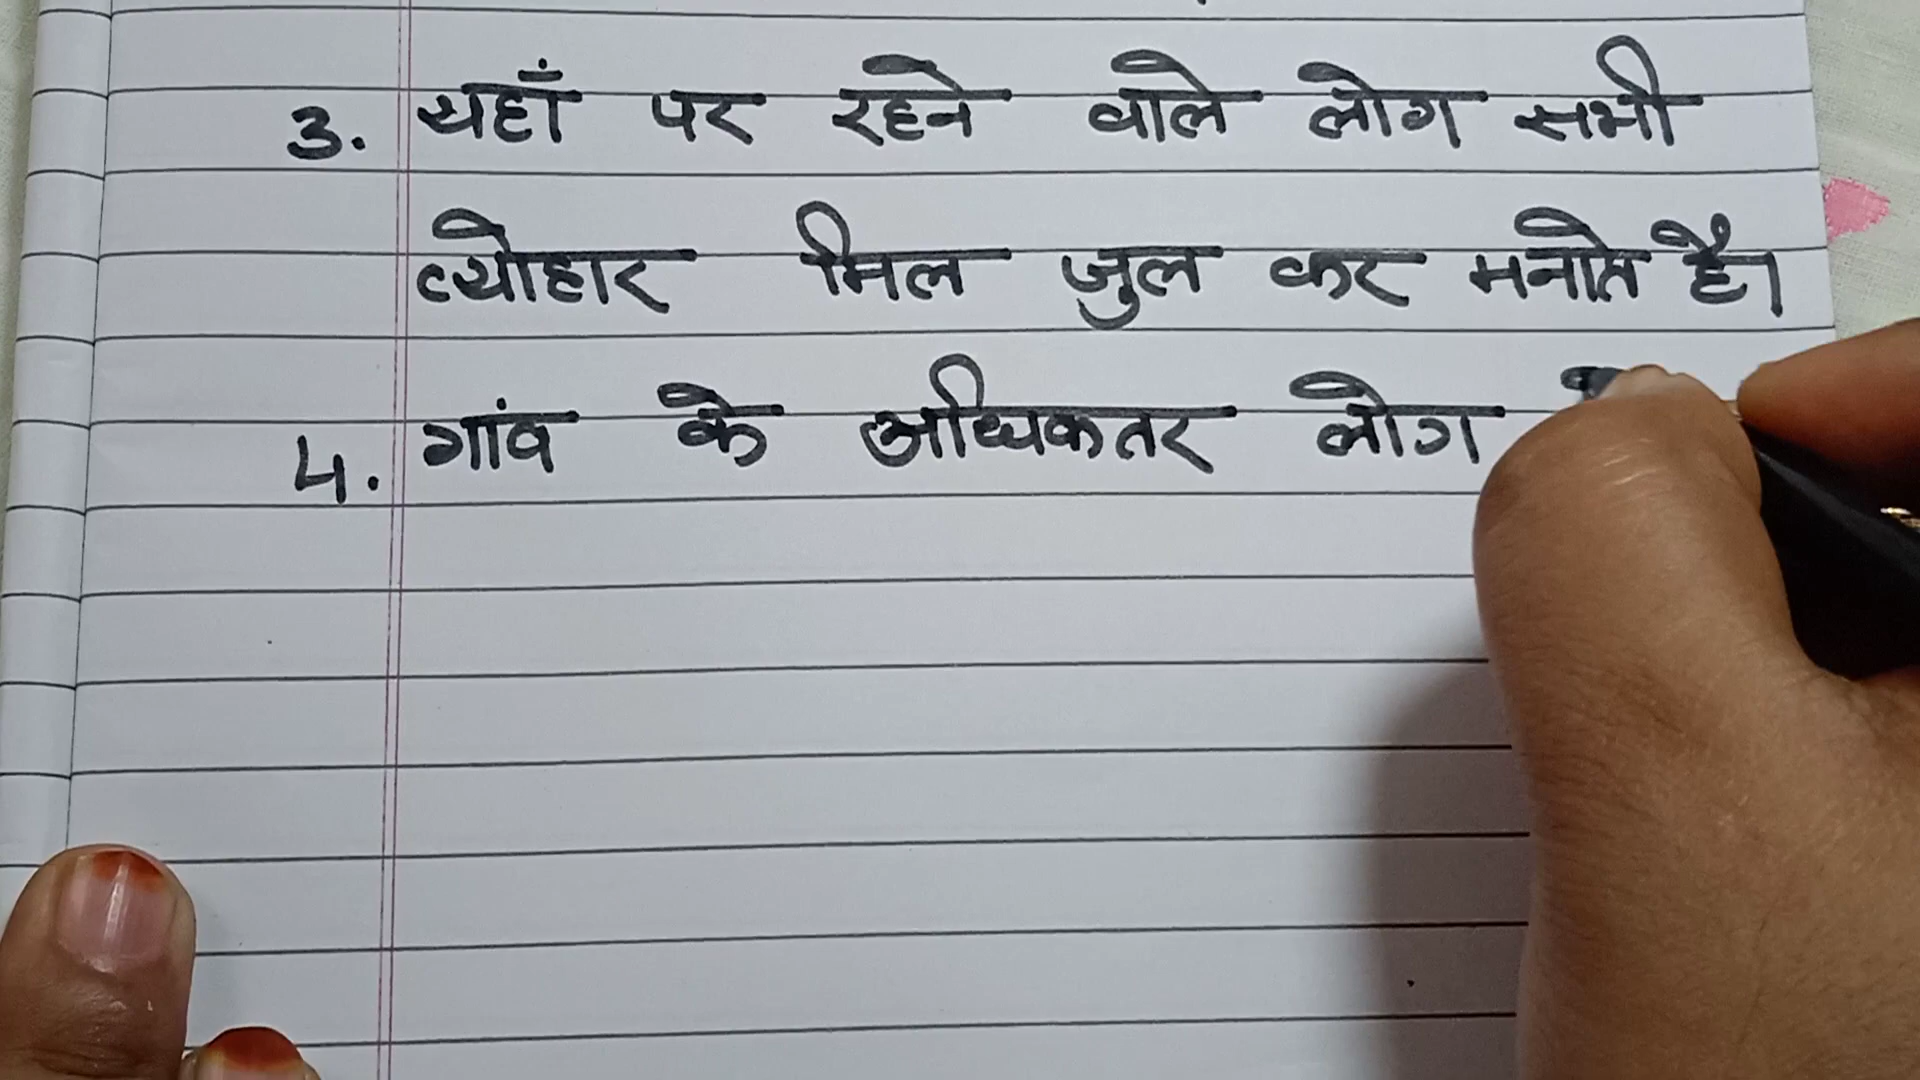 3. यहाँ पर रहने वाले लोग सभी
त्योहार मिल जुल कर मनाते है।
4. गांव के अधिकतर लोग